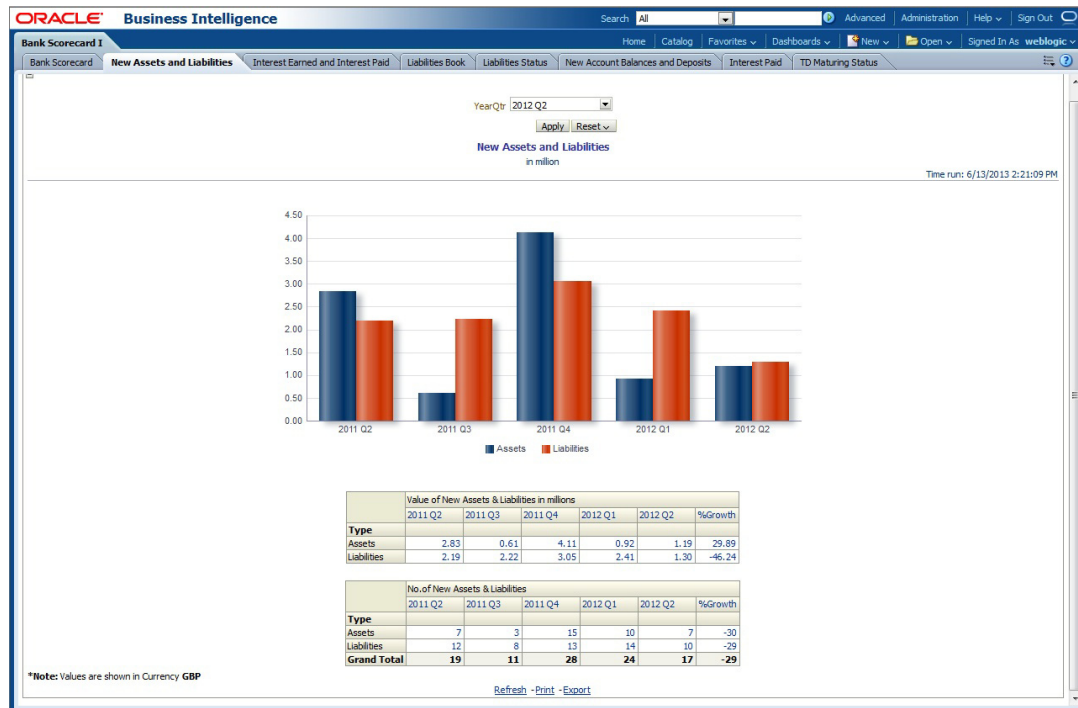 ORACLE Business Intelligence Search All Advanced Administration Help Sign Out
Bank Scorecard I Home Catalog Favorites Dashboards New Open Signed In As weblogic
Bank Scorecard New Assets and Liabilities Interest Earned and Interest Paid Liabilities Book Liabilities Status New Account Balances and Deposits Interest Paid TD Maturing Status
YearQtr 2012 Q2
Apply Reset
New Assets and Liabilities
in million
Time run: 6/13/2013 2:21:09 PM
4.50
4.00
3.50
3.00
2.50
2.00
1.50
1.00
0.50
0.00
2011 Q2 2011 Q3 2011 Q4 2012 Q1 2012 Q2
Assets Liabilities
Value of New Assets & Liabilities in millions
2011 Q2 2011 Q3 2011 Q4 2012 Q1 2012 Q2 %Growth
Type
Assets 2.83 0.61 4.11 0.92 1.19 29.89
Liabilities 2.19 2.22 3.05 2.41 1.30 -46.24
No.of New Assets & Liabilities
2011 Q2 2011 Q3 2011 Q4 2012 Q1 2012 Q2 %Growth
Type
Assets 7 3 15 10 7 -30
Liabilities 12 8 13 14 10 -29
Grand Total 19 11 28 24 17 -29
*Note: Values are shown in Currency GBP
Refresh - Print - Export